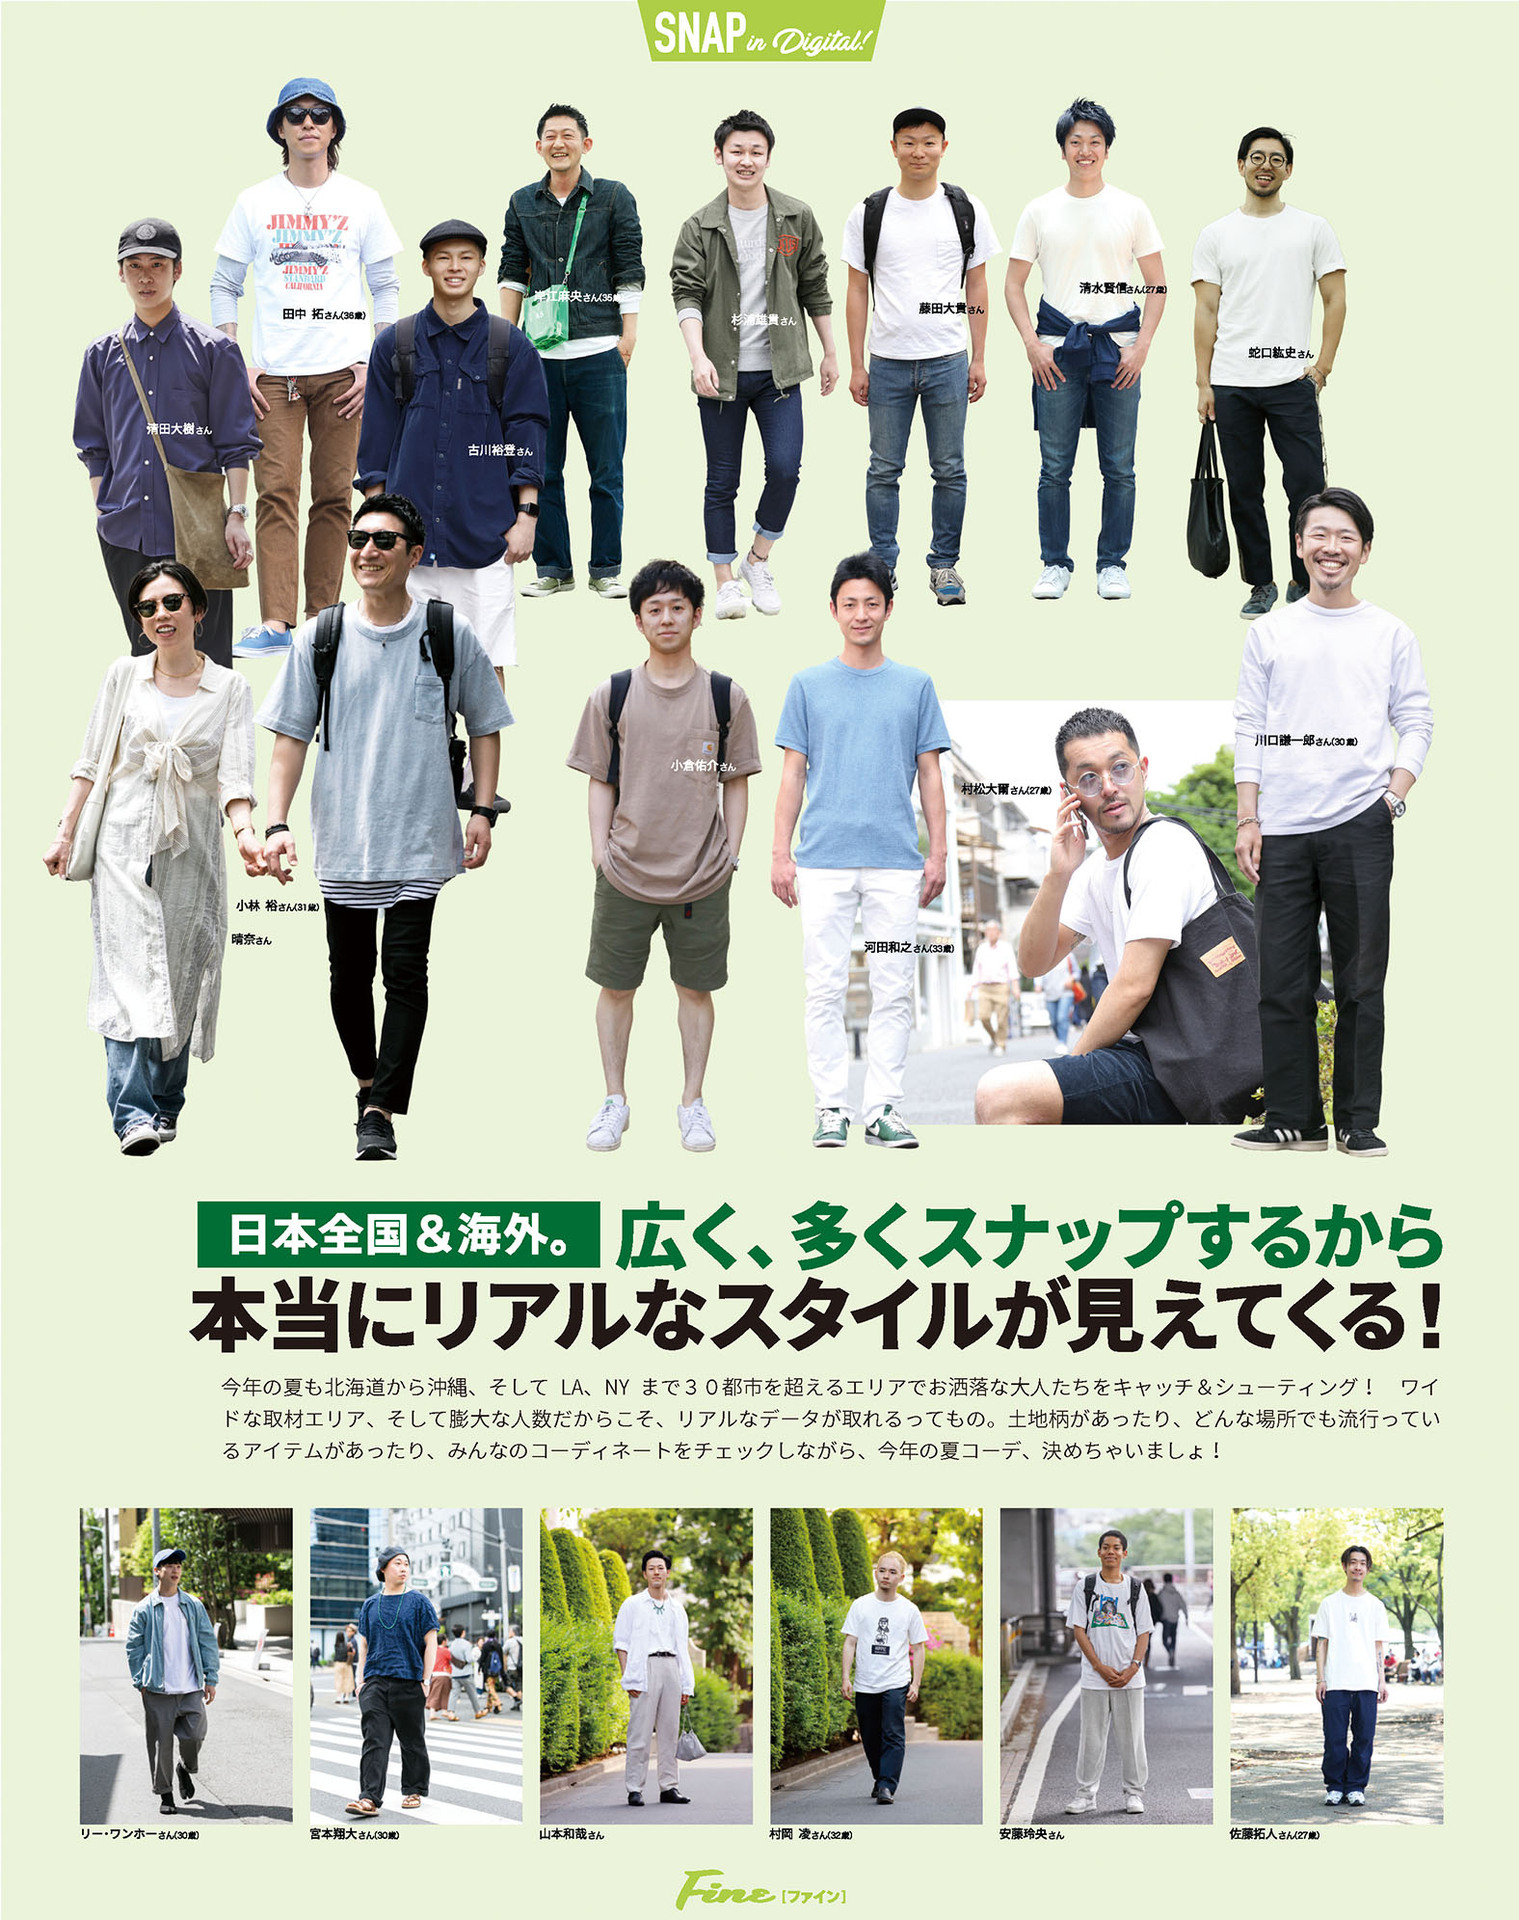 SNAP in Digital!
JIMMY'Z
JIMMY'Z
JIMMY'Z
STANDARD
CALIFORNIA
田中 拓さん(36歳)
岸江麻央さん(35歳)
杉浦雄貴さん
藤田大貴さん
清水賢信さん(27歳)
蛇口紘史さん
清田大樹さん
古川裕登さん
小倉佑介さん
川口謙一郎さん(30歳)
村松大爾さん(27歳)
小林 裕さん(31歳)
晴奈さん
河田和之さん(33歳)
日本全国&海外。広く、多くスナップするから
本当にリアルなスタイルが見えてくる!
今年の夏も北海道から沖縄、そして LA、NY まで30都市を超えるエリアでお洒落な大人たちをキャッチ&シューティング! ワイ
ドな取材エリア、そして膨大な人数だからこそ、リアルなデータが取れるってもの。土地柄があったり、どんな場所でも流行ってい
るアイテムがあったり、みんなのコーディネートをチェックしながら、今年の夏コーデ、決めちゃいましょ!
リー・ワンホーさん(30歳)
宮本翔大さん(30歳)
山本和哉さん
村岡 凌さん(32歳)
安藤玲央さん
佐藤拓人さん(27歳)
Fine [ファイン]